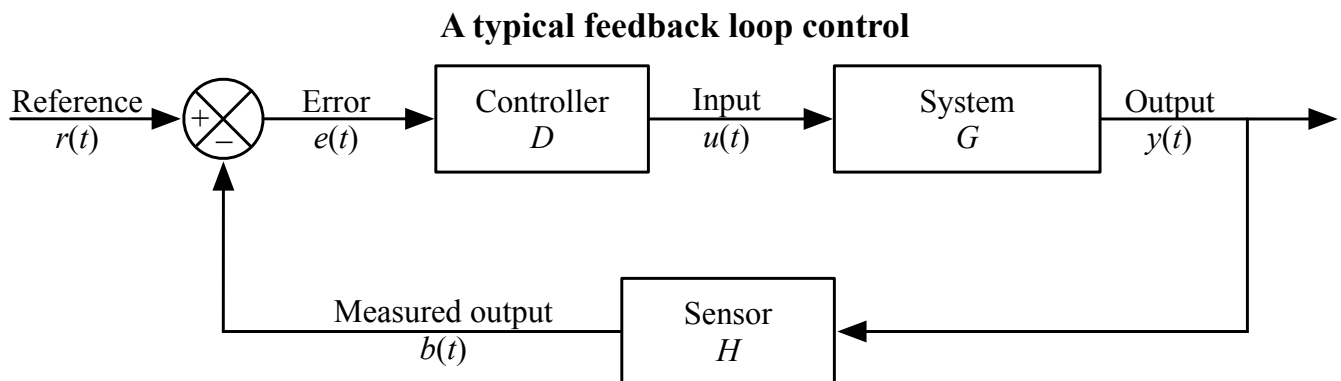 A typical feedback loop control
Reference
r(t)
+
−
Error
e(t)
Controller
D
Input
u(t)
System
G
Output
y(t)
Measured output
b(t)
Sensor
H